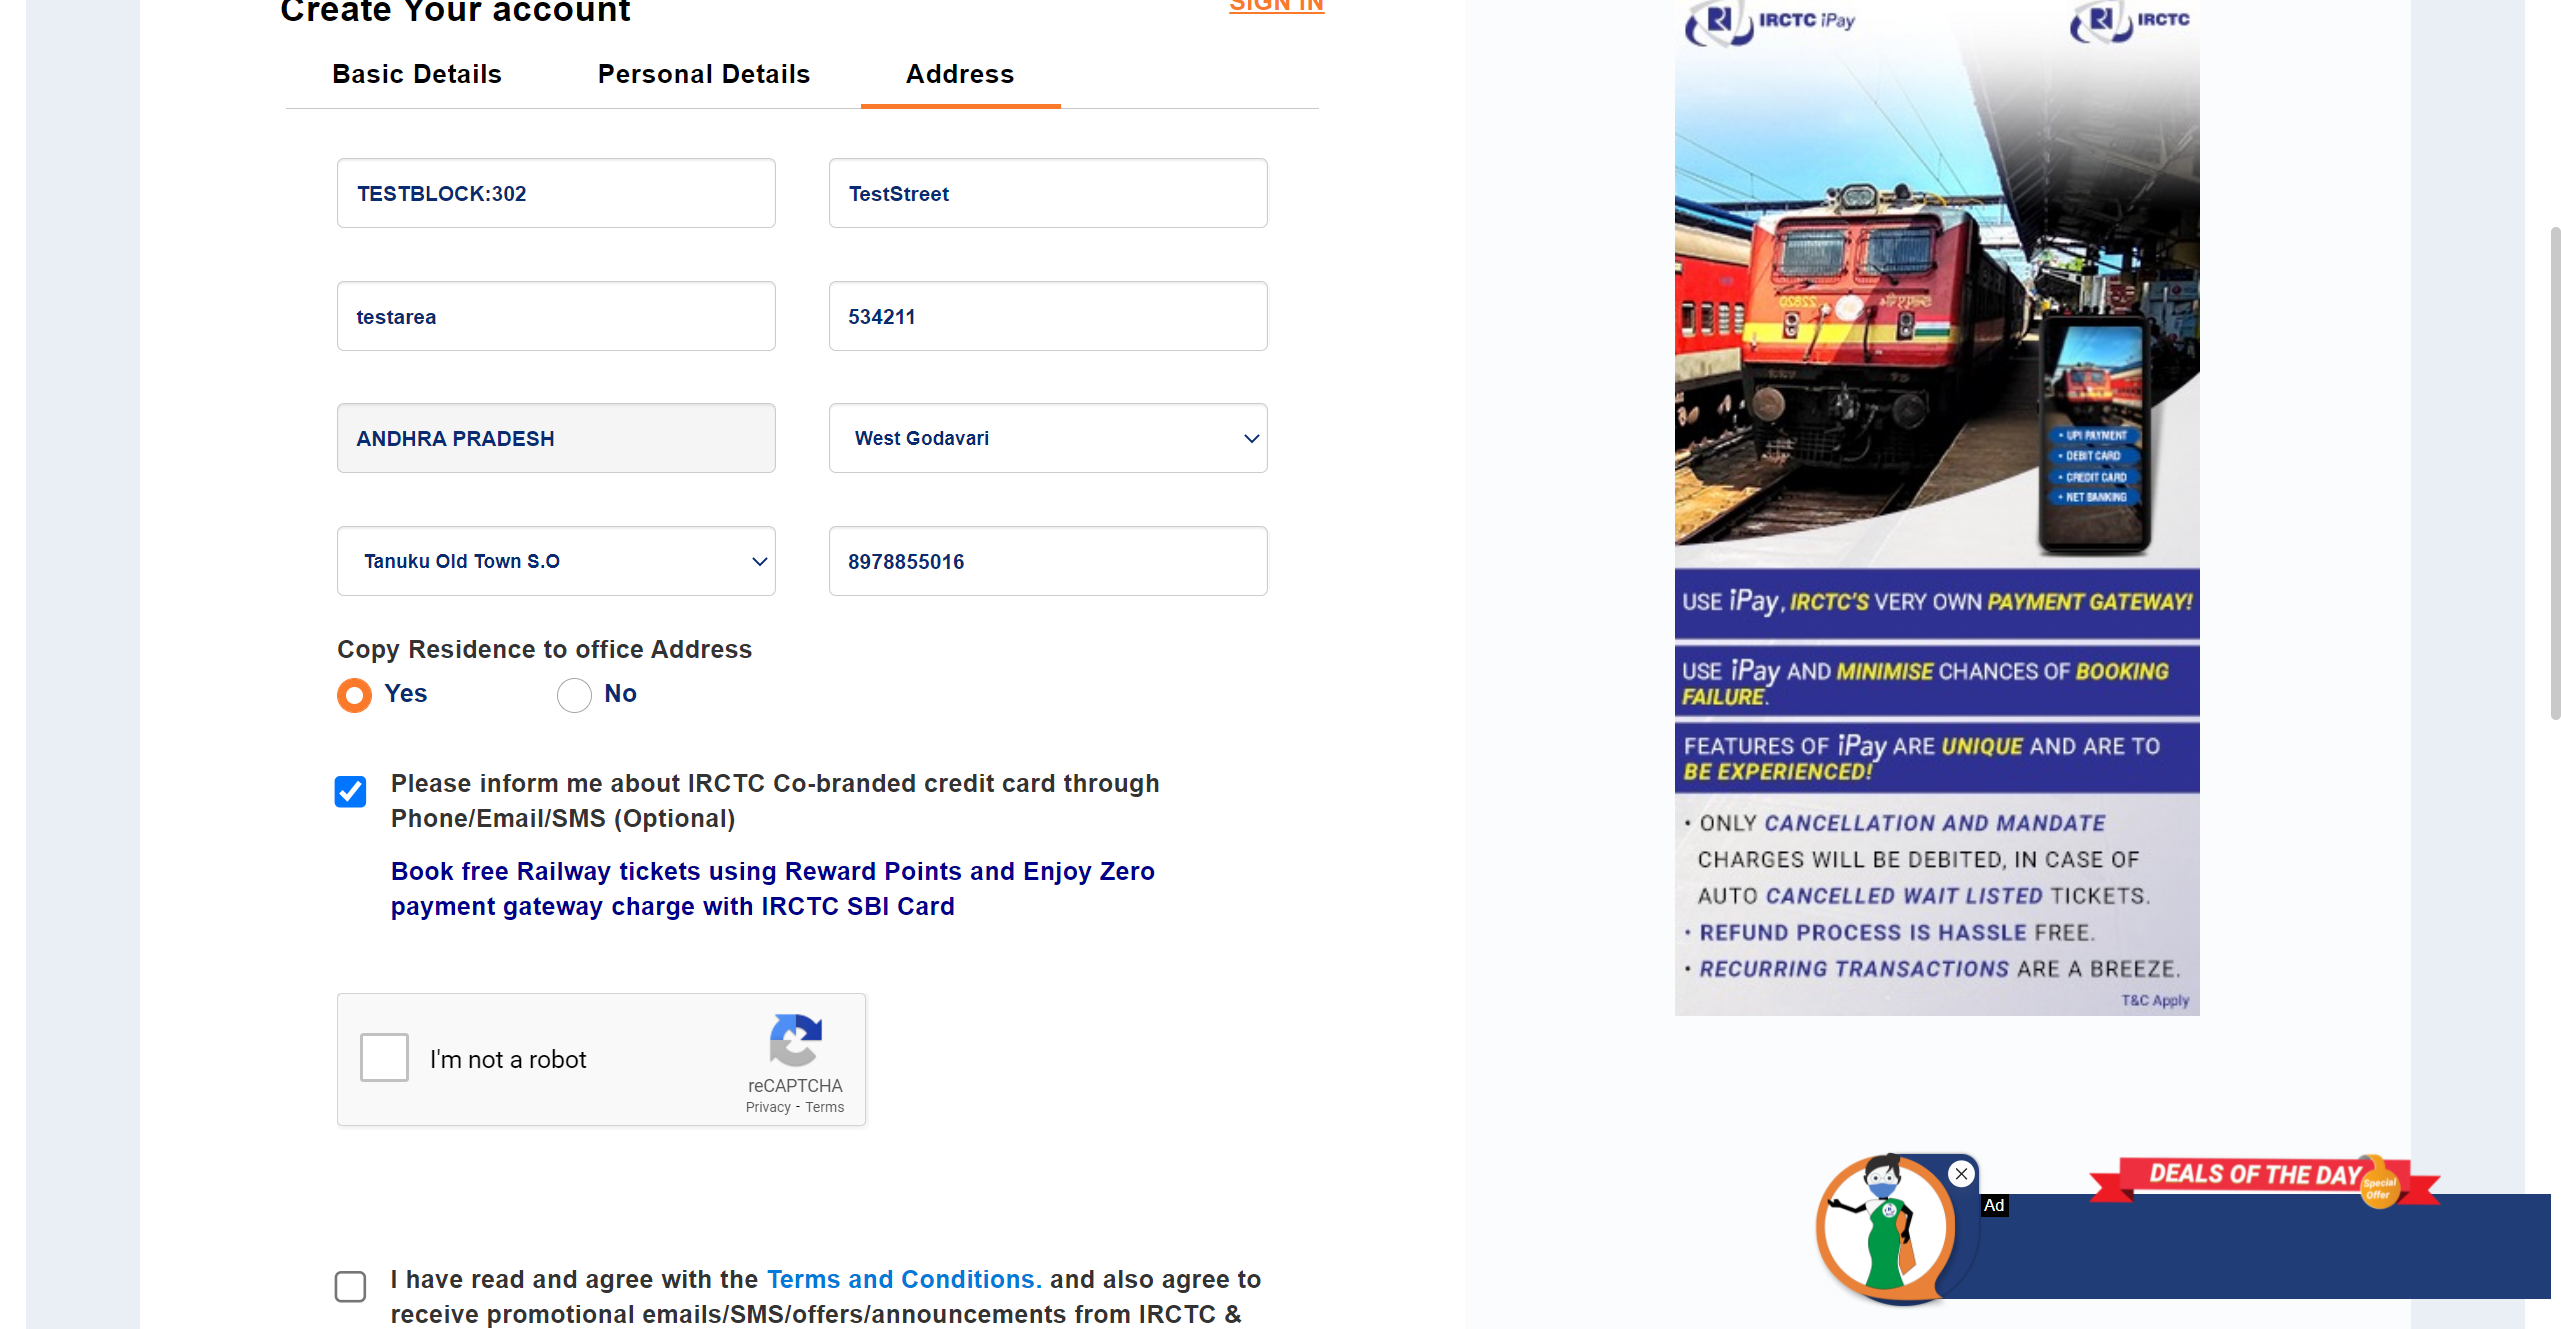 Create Your account
SIGN IN
Basic Details
Personal Details
Address
TESTBLOCK:302
TestStreet
testarea
534211
ANDHRA PRADESH
West Godavari
Tanuku Old Town S.O
8978855016
Copy Residence to office Address
Yes
No
Please inform me about IRCTC Co-branded credit card through
Phone/Email/SMS (Optional)
Book free Railway tickets using Reward Points and Enjoy Zero
payment gateway charge with IRCTC SBI Card
I'm not a robot
reCAPTCHA
Privacy - Terms
I have read and agree with the Terms and Conditions. and also agree to
receive promotional emails/SMS/offers/announcements from IRCTC &
IRCTC iPay
IRCTC
• UPI PAYMENT
• DEBIT CARD
• CREDIT CARD
• NET BANKING
USE iPay, IRCTC'S VERY OWN PAYMENT GATEWAY!
USE iPay AND MINIMISE CHANCES OF BOOKING
FAILURE.
FEATURES OF iPay ARE UNIQUE AND ARE TO
BE EXPERIENCED!
• ONLY CANCELLATION AND MANDATE
CHARGES WILL BE DEBITED, IN CASE OF
AUTO CANCELLED WAIT LISTED TICKETS.
• REFUND PROCESS IS HASSLE FREE.
• RECURRING TRANSACTIONS ARE A BREEZE.
T&C Apply
DEALS OF THE DAY
Special
Offer
Ad